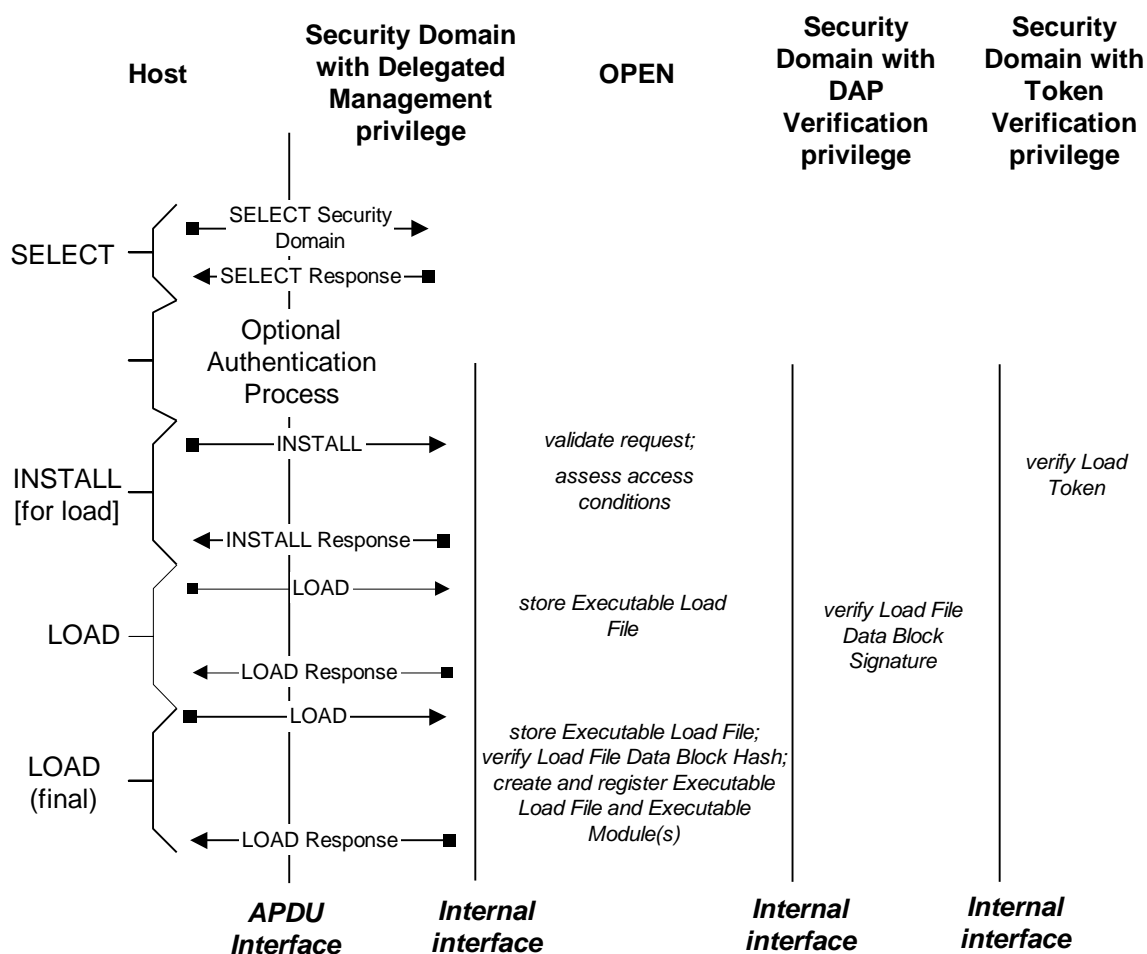 Host
Security Domain
with Delegated
Management
privilege
OPEN
Security
Domain with
DAP
Verification
privilege
Security
Domain with
Token
Verification
privilege
SELECT
SELECT Security
Domain
SELECT Response
Optional
Authentication
Process
INSTALL
[for load]
INSTALL
validate request;
assess access
conditions
verify Load
Token
INSTALL Response
LOAD
LOAD
store Executable Load
File
verify Load File
Data Block
Signature
LOAD Response
LOAD
(final)
LOAD
store Executable Load File;
verify Load File Data Block Hash;
create and register Executable
Load File and Executable
Module(s)
LOAD Response
APDU
Interface
Internal
interface
Internal
interface
Internal
interface